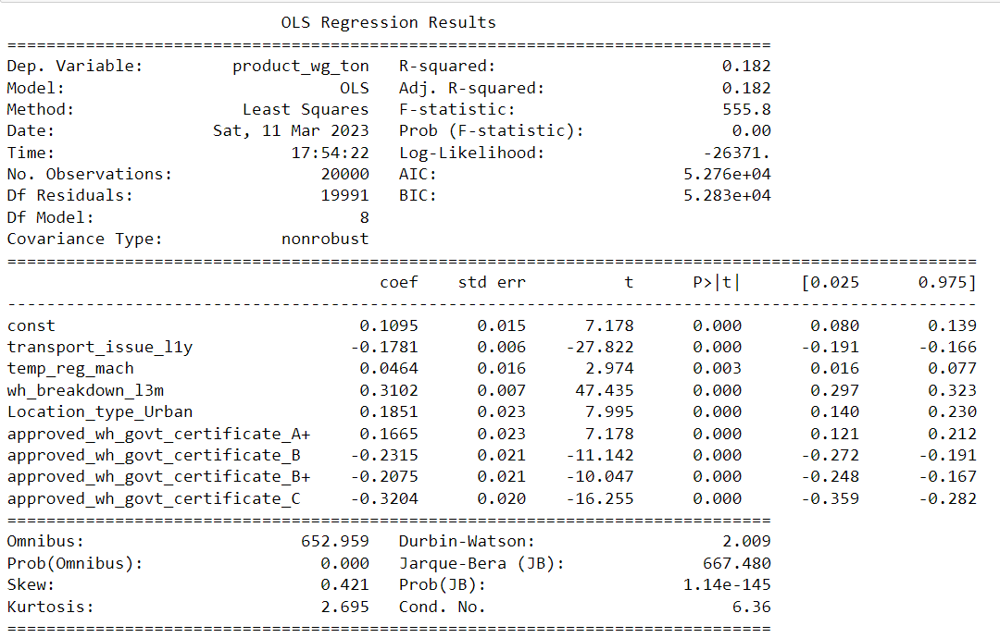 OLS Regression Results
==============================================================================
Dep. Variable:         product_wg_ton   R-squared:                       0.182
Model:                            OLS   Adj. R-squared:                  0.182
Method:                 Least Squares   F-statistic:                     555.8
Date:                Sat, 11 Mar 2023   Prob (F-statistic):               0.00
Time:                        17:54:22   Log-Likelihood:                -26371.
No. Observations:               20000   AIC:                         5.276e+04
Df Residuals:                   19991   BIC:                         5.283e+04
Df Model:                           8
Covariance Type:            nonrobust
===================================================================================================
                                      coef    std err          t      P>|t|      [0.025      0.975]
---------------------------------------------------------------------------------------------------
const                               0.1095      0.015      7.178      0.000       0.080       0.139
transport_issue_l1y                -0.1781      0.006    -27.822      0.000      -0.191      -0.166
temp_reg_mach                       0.0464      0.016      2.974      0.003       0.016       0.077
wh_breakdown_l3m                    0.3102      0.007     47.435      0.000       0.297       0.323
Location_type_Urban                 0.1851      0.023      7.995      0.000       0.140       0.230
approved_wh_govt_certificate_A+     0.1665      0.023      7.178      0.000       0.121       0.212
approved_wh_govt_certificate_B     -0.2315      0.021    -11.142      0.000      -0.272      -0.191
approved_wh_govt_certificate_B+    -0.2075      0.021    -10.047      0.000      -0.248      -0.167
approved_wh_govt_certificate_C     -0.3204      0.020    -16.255      0.000      -0.359      -0.282
==============================================================================
Omnibus:                      652.959   Durbin-Watson:                   2.009
Prob(Omnibus):                  0.000   Jarque-Bera (JB):              667.480
Skew:                           0.421   Prob(JB):                    1.14e-145
Kurtosis:                       2.695   Cond. No.                         6.36
==============================================================================